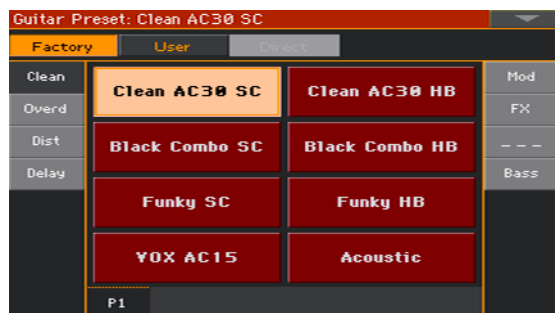 Guitar Preset: Clean AC30 SC
Factory User Direct
Clean
Overd
Dist
Delay
Clean AC30 SC Clean AC30 HB
Black Combo SC Black Combo HB
Funky SC Funky HB
VOX AC15 Acoustic
Mod
FX
---
Bass
P1